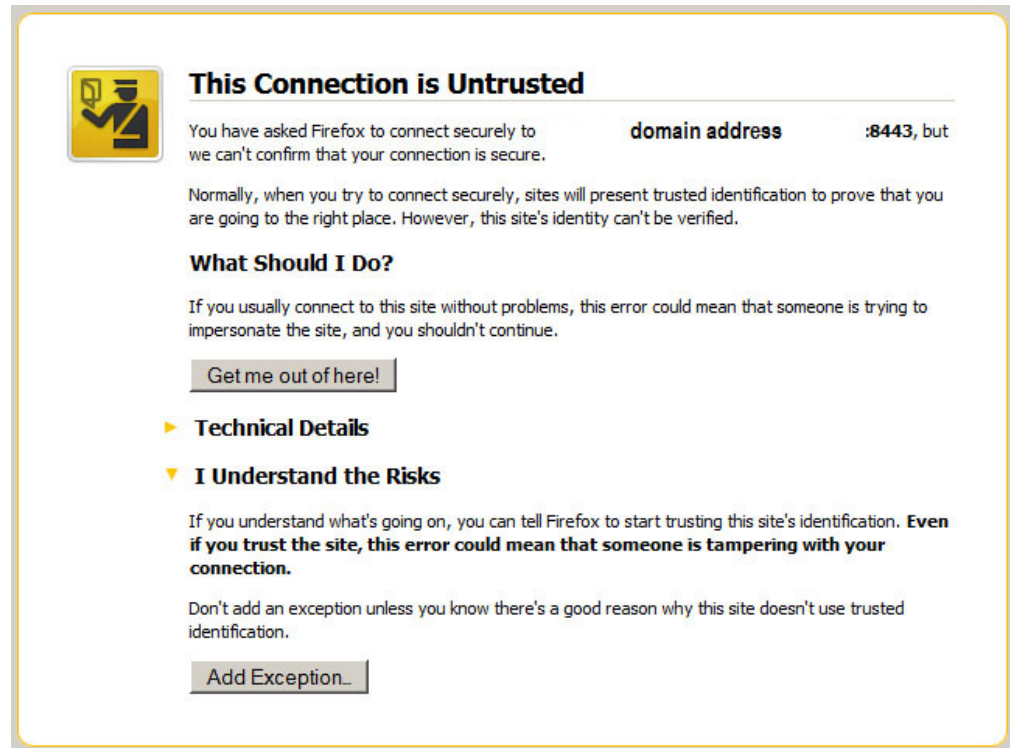 This Connection is Untrusted
You have asked Firefox to connect securely to domain address :8443, but
we can't confirm that your connection is secure.
Normally, when you try to connect securely, sites will present trusted identification to prove that you
are going to the right place. However, this site's identity can't be verified.
What Should I Do?
If you usually connect to this site without problems, this error could mean that someone is trying to
impersonate the site, and you shouldn't continue.
Get me out of here!
Technical Details
I Understand the Risks
If you understand what's going on, you can tell Firefox to start trusting this site's identification. Even
if you trust the site, this error could mean that someone is tampering with your
connection.
Don't add an exception unless you know there's a good reason why this site doesn't use trusted
identification.
Add Exception...